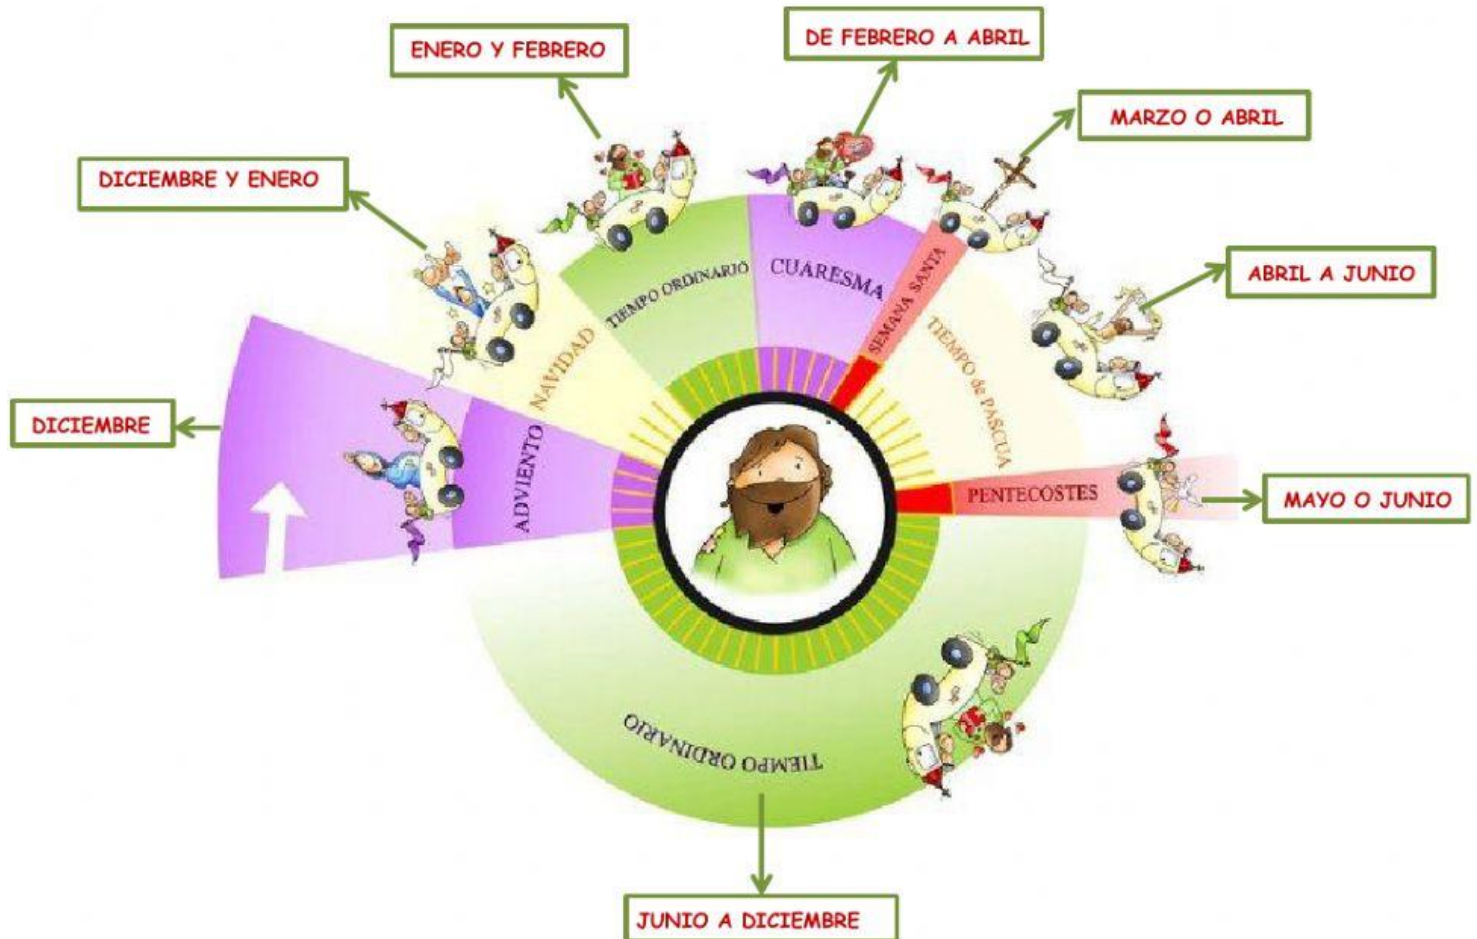 DE FEBRERO A ABRIL
ENERO Y FEBRERO
MARZO O ABRIL
DICIEMBRE Y ENERO
ABRIL A JUNIO
DICIEMBRE
MAYO O JUNIO
JUNIO A DICIEMBRE
ADVIENTO
NAVIDAD
TIEMPO ORDINARIO
CUARESMA
SEMANA SANTA
TIEMPO de PASCUA
PENTECOSTES
TIEMPO ORDINARIO